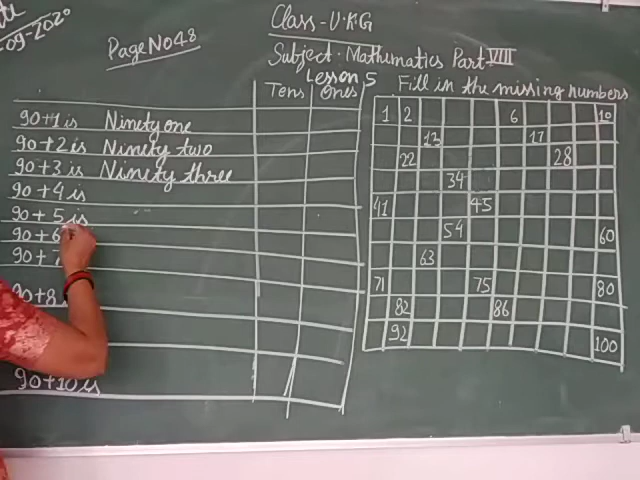 -09-2020
Page No 48
Class - U.K.G
Subject: Mathematics Part VIII
Lesson 5 Fill in the missing numbers
Tens Ones
90+1 is Ninety one
90+2 is Ninety two
90+3 is Ninety three
90+4 is
90+5 is
90+6
90+7
90+8
90+10 is
1 2 6 10
13 17
22 28
34
41 45
54 60
63
71 75 80
82 86
92 100